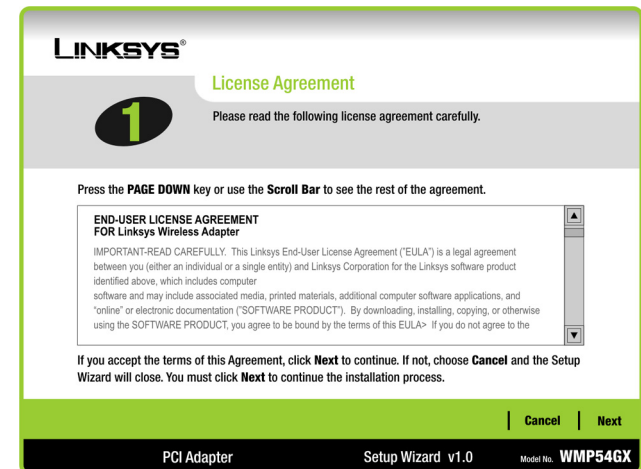 LINKSYS®
License Agreement
1
Please read the following license agreement carefully.
Press the PAGE DOWN key or use the Scroll Bar to see the rest of the agreement.
END-USER LICENSE AGREEMENT
FOR Linksys Wireless Adapter
IMPORTANT-READ CAREFULLY. This Linksys End-User License Agreement ("EULA") is a legal agreement
between you (either an individual or a single entity) and Linksys Corporation for the Linksys software product
identified above, which includes computer
software and may include associated media, printed materials, additional computer software applications, and
"online" or electronic documentation ("SOFTWARE PRODUCT"). By downloading, installing, copying, or otherwise
using the SOFTWARE PRODUCT, you agree to be bound by the terms of this EULA> If you do not agree to the
If you accept the terms of this Agreement, click Next to continue. If not, choose Cancel and the Setup
Wizard will close. You must click Next to continue the installation process.
Cancel Next
PCI Adapter Setup Wizard v1.0 Model No. WMP54GX